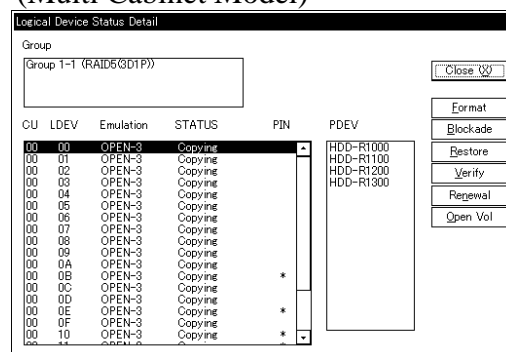 (Multi Cabinet Model)
Logical Device Status Detail
Group
Group 1-1 (RAID5(3D1P))
Close (X)
Format
Blockade
Restore
Verify
Renewal
Open Vol
CU LDEV Emulation STATUS PIN PDEV
00 00 OPEN-3 Copying HDD-R1000
00 01 OPEN-3 Copying HDD-R1100
00 02 OPEN-3 Copying HDD-R1200
00 03 OPEN-3 Copying HDD-R1300
00 04 OPEN-3 Copying
00 05 OPEN-3 Copying
00 06 OPEN-3 Copying
00 07 OPEN-3 Copying
00 08 OPEN-3 Copying
00 09 OPEN-3 Copying
00 0A OPEN-3 Copying
00 0B OPEN-3 Copying *
00 0C OPEN-3 Copying
00 0D OPEN-3 Copying
00 0E OPEN-3 Copying *
00 0F OPEN-3 Copying
00 10 OPEN-3 Copying *